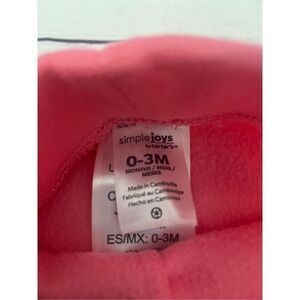 simple joys
by carter's
0-3M
MONTHS / MOIS /
MESES
Made in Cambodia
Fabriqué au Cambodge
Hecho en Camboya
ES/MX: 0-3M